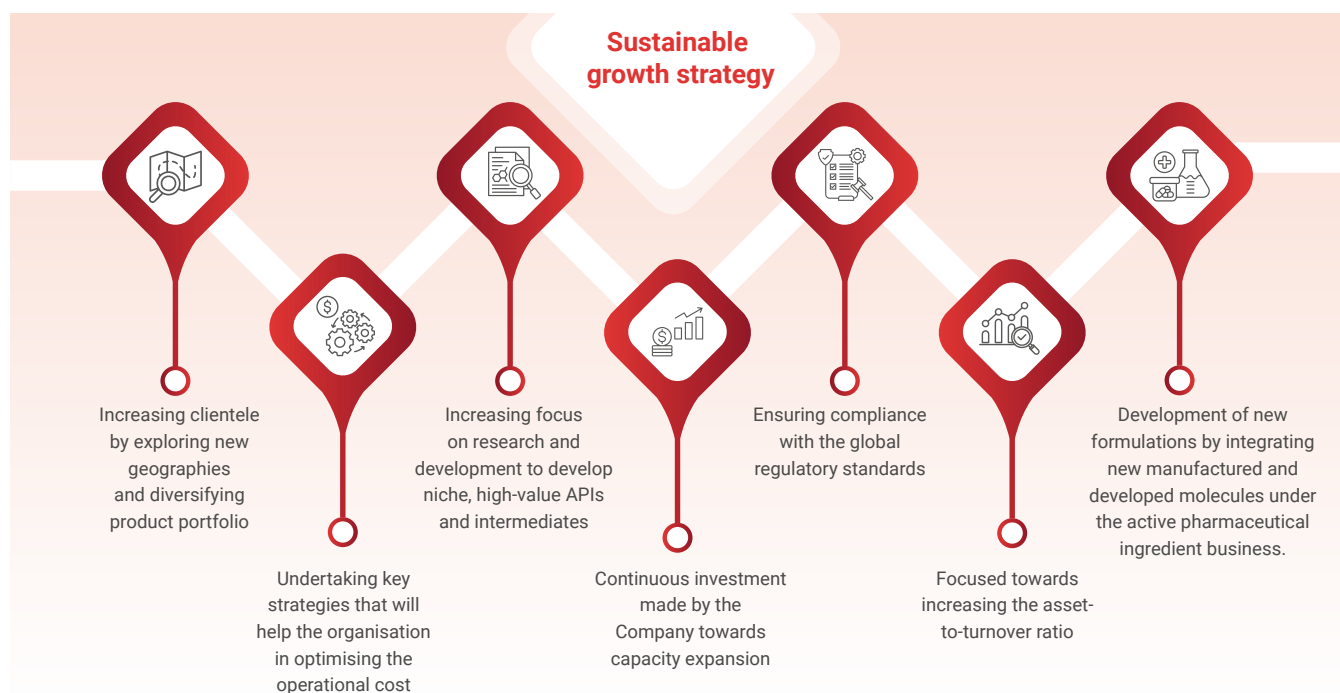 Sustainable
growth strategy
Increasing clientele
by exploring new
geographies
and diversifying
product portfolio
Undertaking key
strategies that will
help the organisation
in optimising the
operational cost
Increasing focus
on research and
development to develop
niche, high-value APIs
and intermediates
Continuous investment
made by the
Company towards
capacity expansion
Ensuring compliance
with the global
regulatory standards
Focused towards
increasing the asset-
to-turnover ratio
Development of new
formulations by integrating
new manufactured and
developed molecules under
the active pharmaceutical
ingredient business.